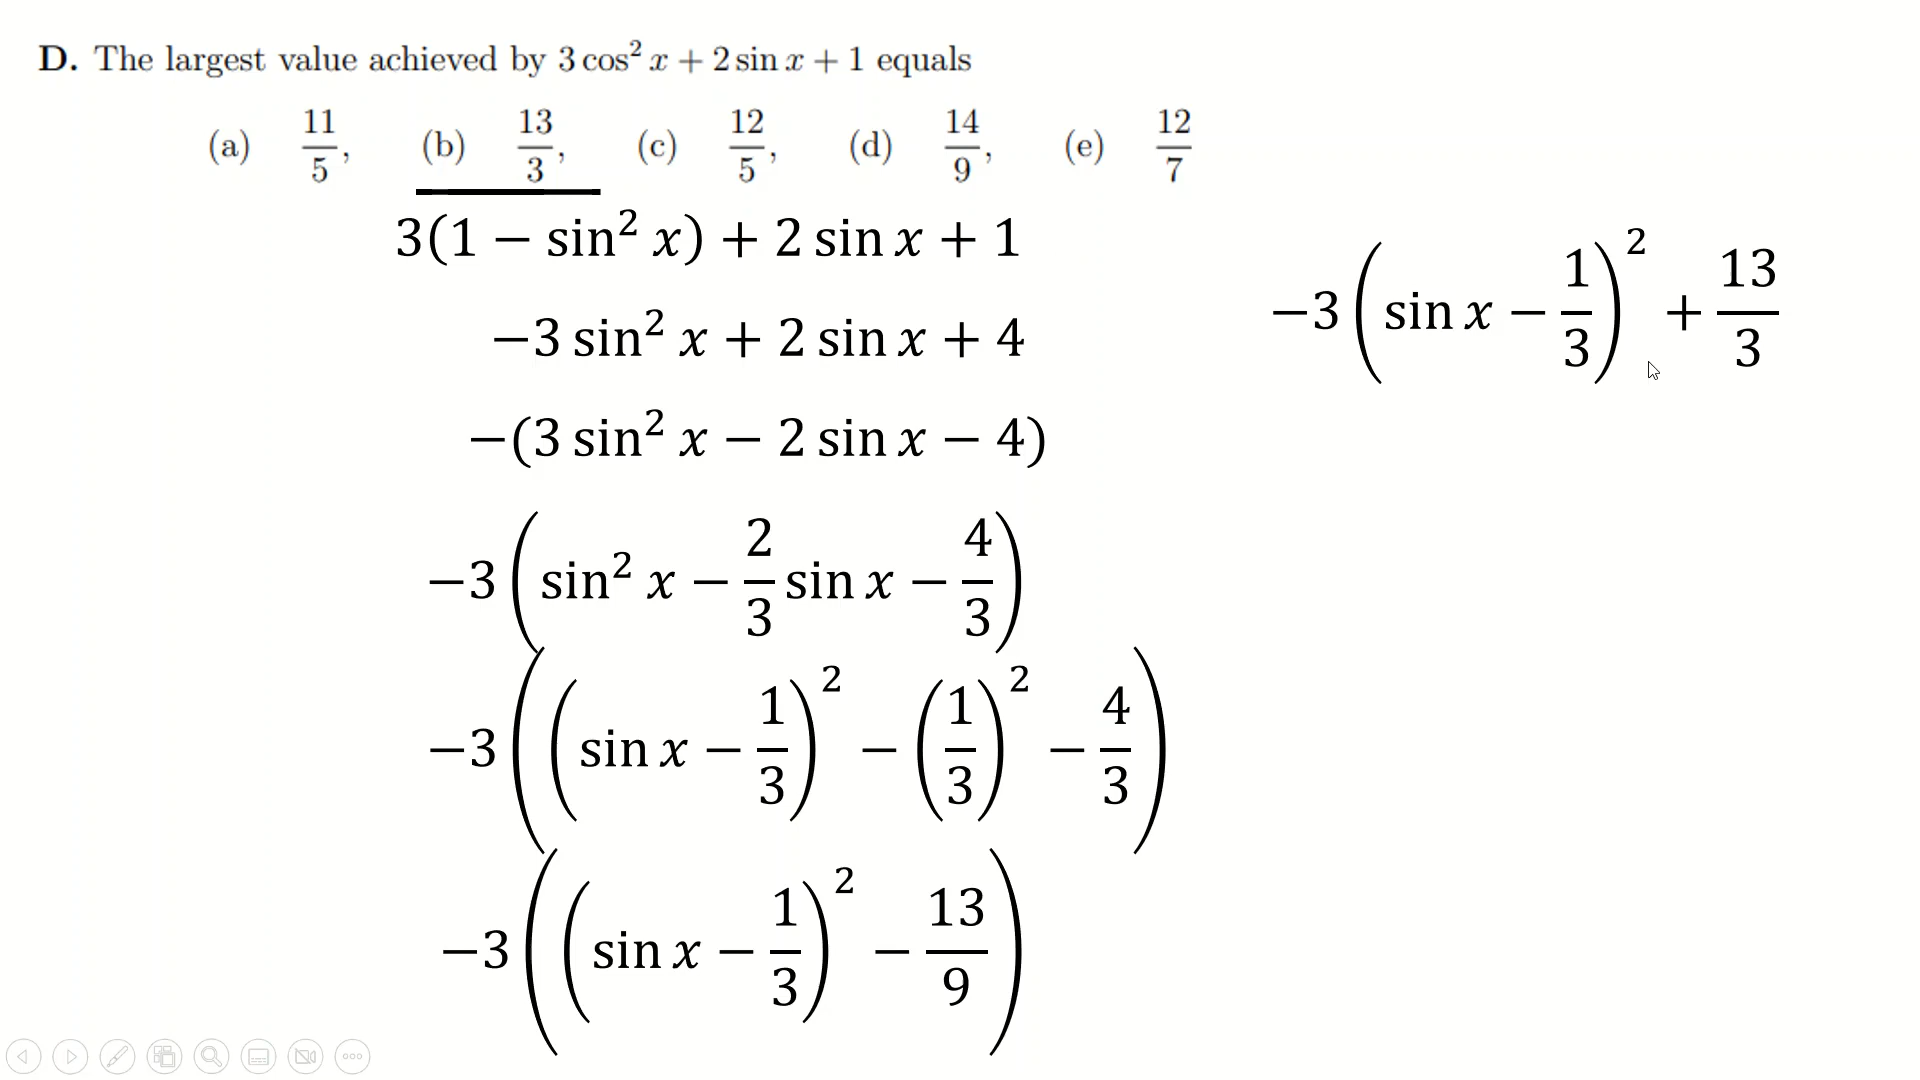 D. The largest value achieved by 3 cos² x + 2 sin x + 1 equals
(a) 11/5, (b) 13/3, (c) 12/5, (d) 14/9, (e) 12/7
3(1 − sin² x) + 2 sin x + 1
−3 sin² x + 2 sin x + 4
−(3 sin² x − 2 sin x − 4)
−3(sin² x − 2/3 sin x − 4/3)
−3((sin x − 1/3)² − (1/3)² − 4/3)
−3((sin x − 1/3)² − 13/9)
−3(sin x − 1/3)² + 13/3